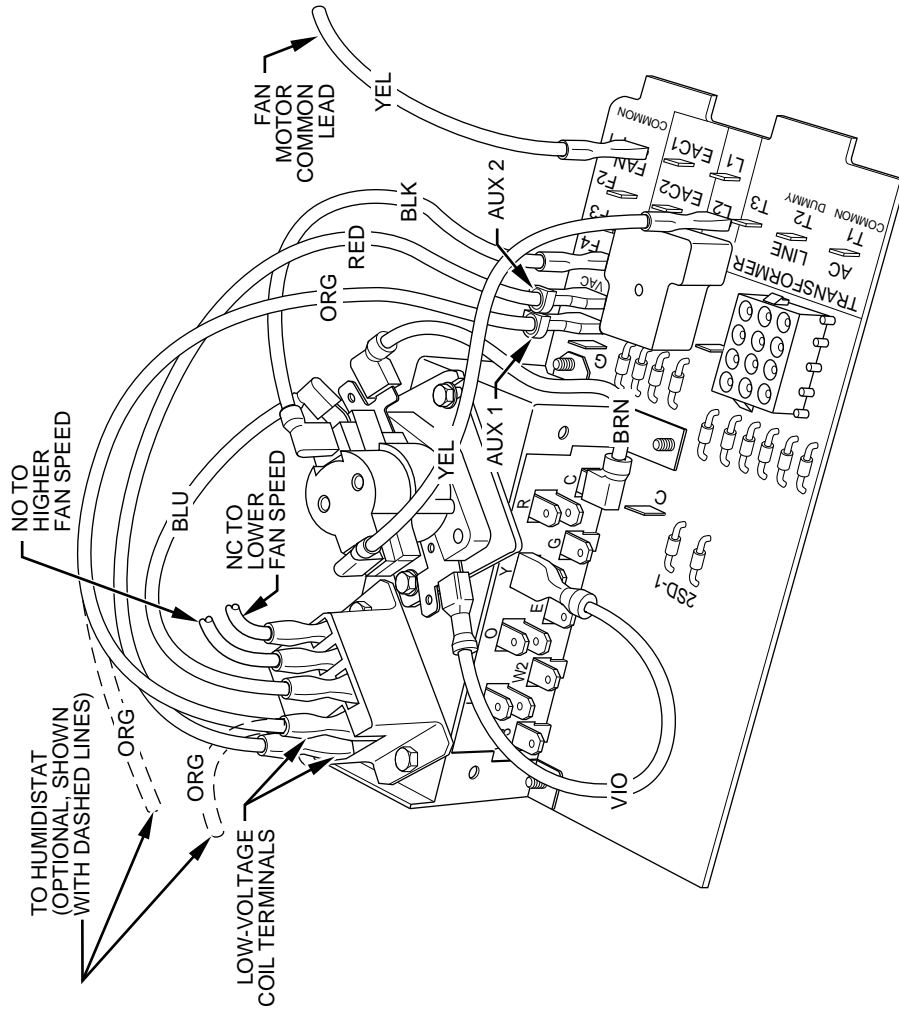 TO HUMIDISTAT
(OPTIONAL, SHOWN
WITH DASHED LINES)
ORG
ORG
LOW-VOLTAGE
COIL TERMINALS
NO TO
HIGHER
FAN SPEED
BLU
NC TO
LOWER
FAN SPEED
ORG
RED
BLK
FAN
MOTOR
COMMON
LEAD
YEL
AUX 2
AUX 1
YEL
BRN
VIO
COMMON
FAN
F2
F3
F4
EAC1
EAC2
L1
L2
T3
T2
T1
DUMMY
COMMON
LINE
AC
TRANSFORMER
VAC
G
C
R
C
G
Y
E
O
W2
2SD-1